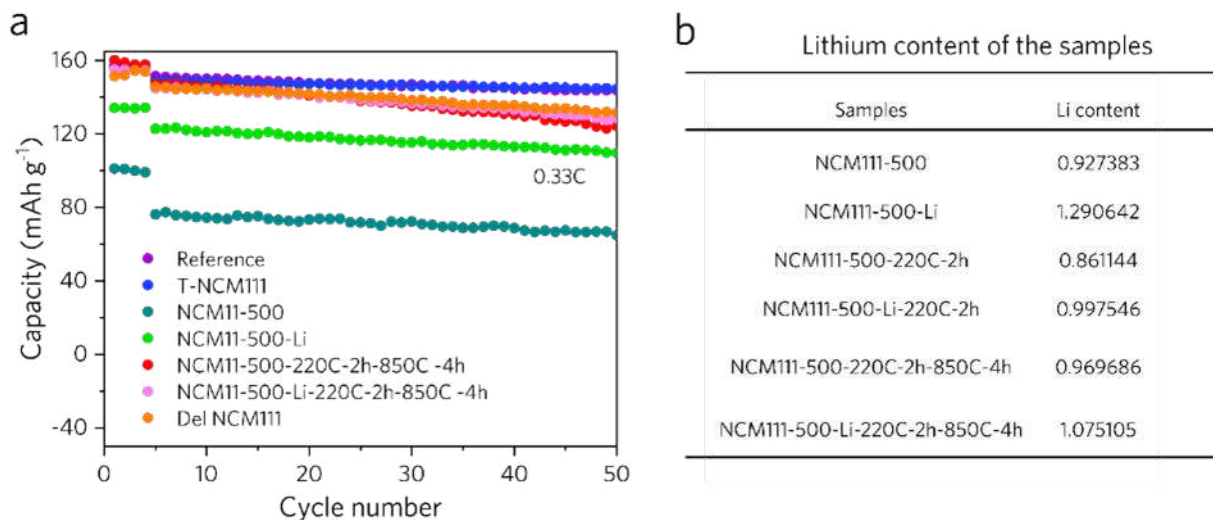 a
Capacity (mAh g⁻¹)
160
120
80
40
0
-40
0.33C
Reference
T-NCM111
NCM11-500
NCM11-500-Li
NCM11-500-220C-2h-850C -4h
NCM11-500-Li-220C-2h-850C -4h
Del NCM111
0 10 20 30 40 50
Cycle number
b
Lithium content of the samples
Samples Li content
NCM111-500 0.927383
NCM111-500-Li 1.290642
NCM111-500-220C-2h 0.861144
NCM111-500-Li-220C-2h 0.997546
NCM111-500-220C-2h-850C-4h 0.969686
NCM111-500-Li-220C-2h-850C-4h 1.075105